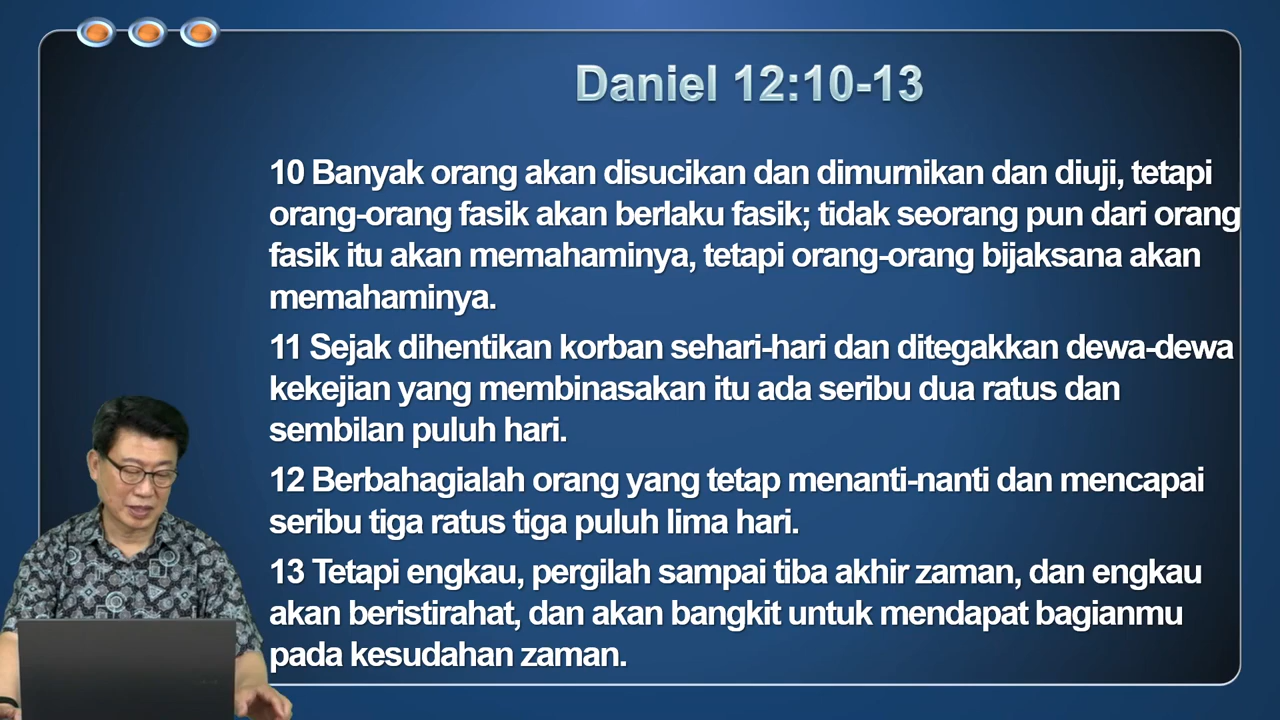 Daniel 12:10-13
10 Banyak orang akan disucikan dan dimurnikan dan diuji, tetapi
orang-orang fasik akan berlaku fasik; tidak seorang pun dari orang
fasik itu akan memahaminya, tetapi orang-orang bijaksana akan
memahaminya.
11 Sejak dihentikan korban sehari-hari dan ditegakkan dewa-dewa
kekejian yang membinasakan itu ada seribu dua ratus dan
sembilan puluh hari.
12 Berbahagialah orang yang tetap menanti-nanti dan mencapai
seribu tiga ratus tiga puluh lima hari.
13 Tetapi engkau, pergilah sampai tiba akhir zaman, dan engkau
akan beristirahat, dan akan bangkit untuk mendapat bagianmu
pada kesudahan zaman.